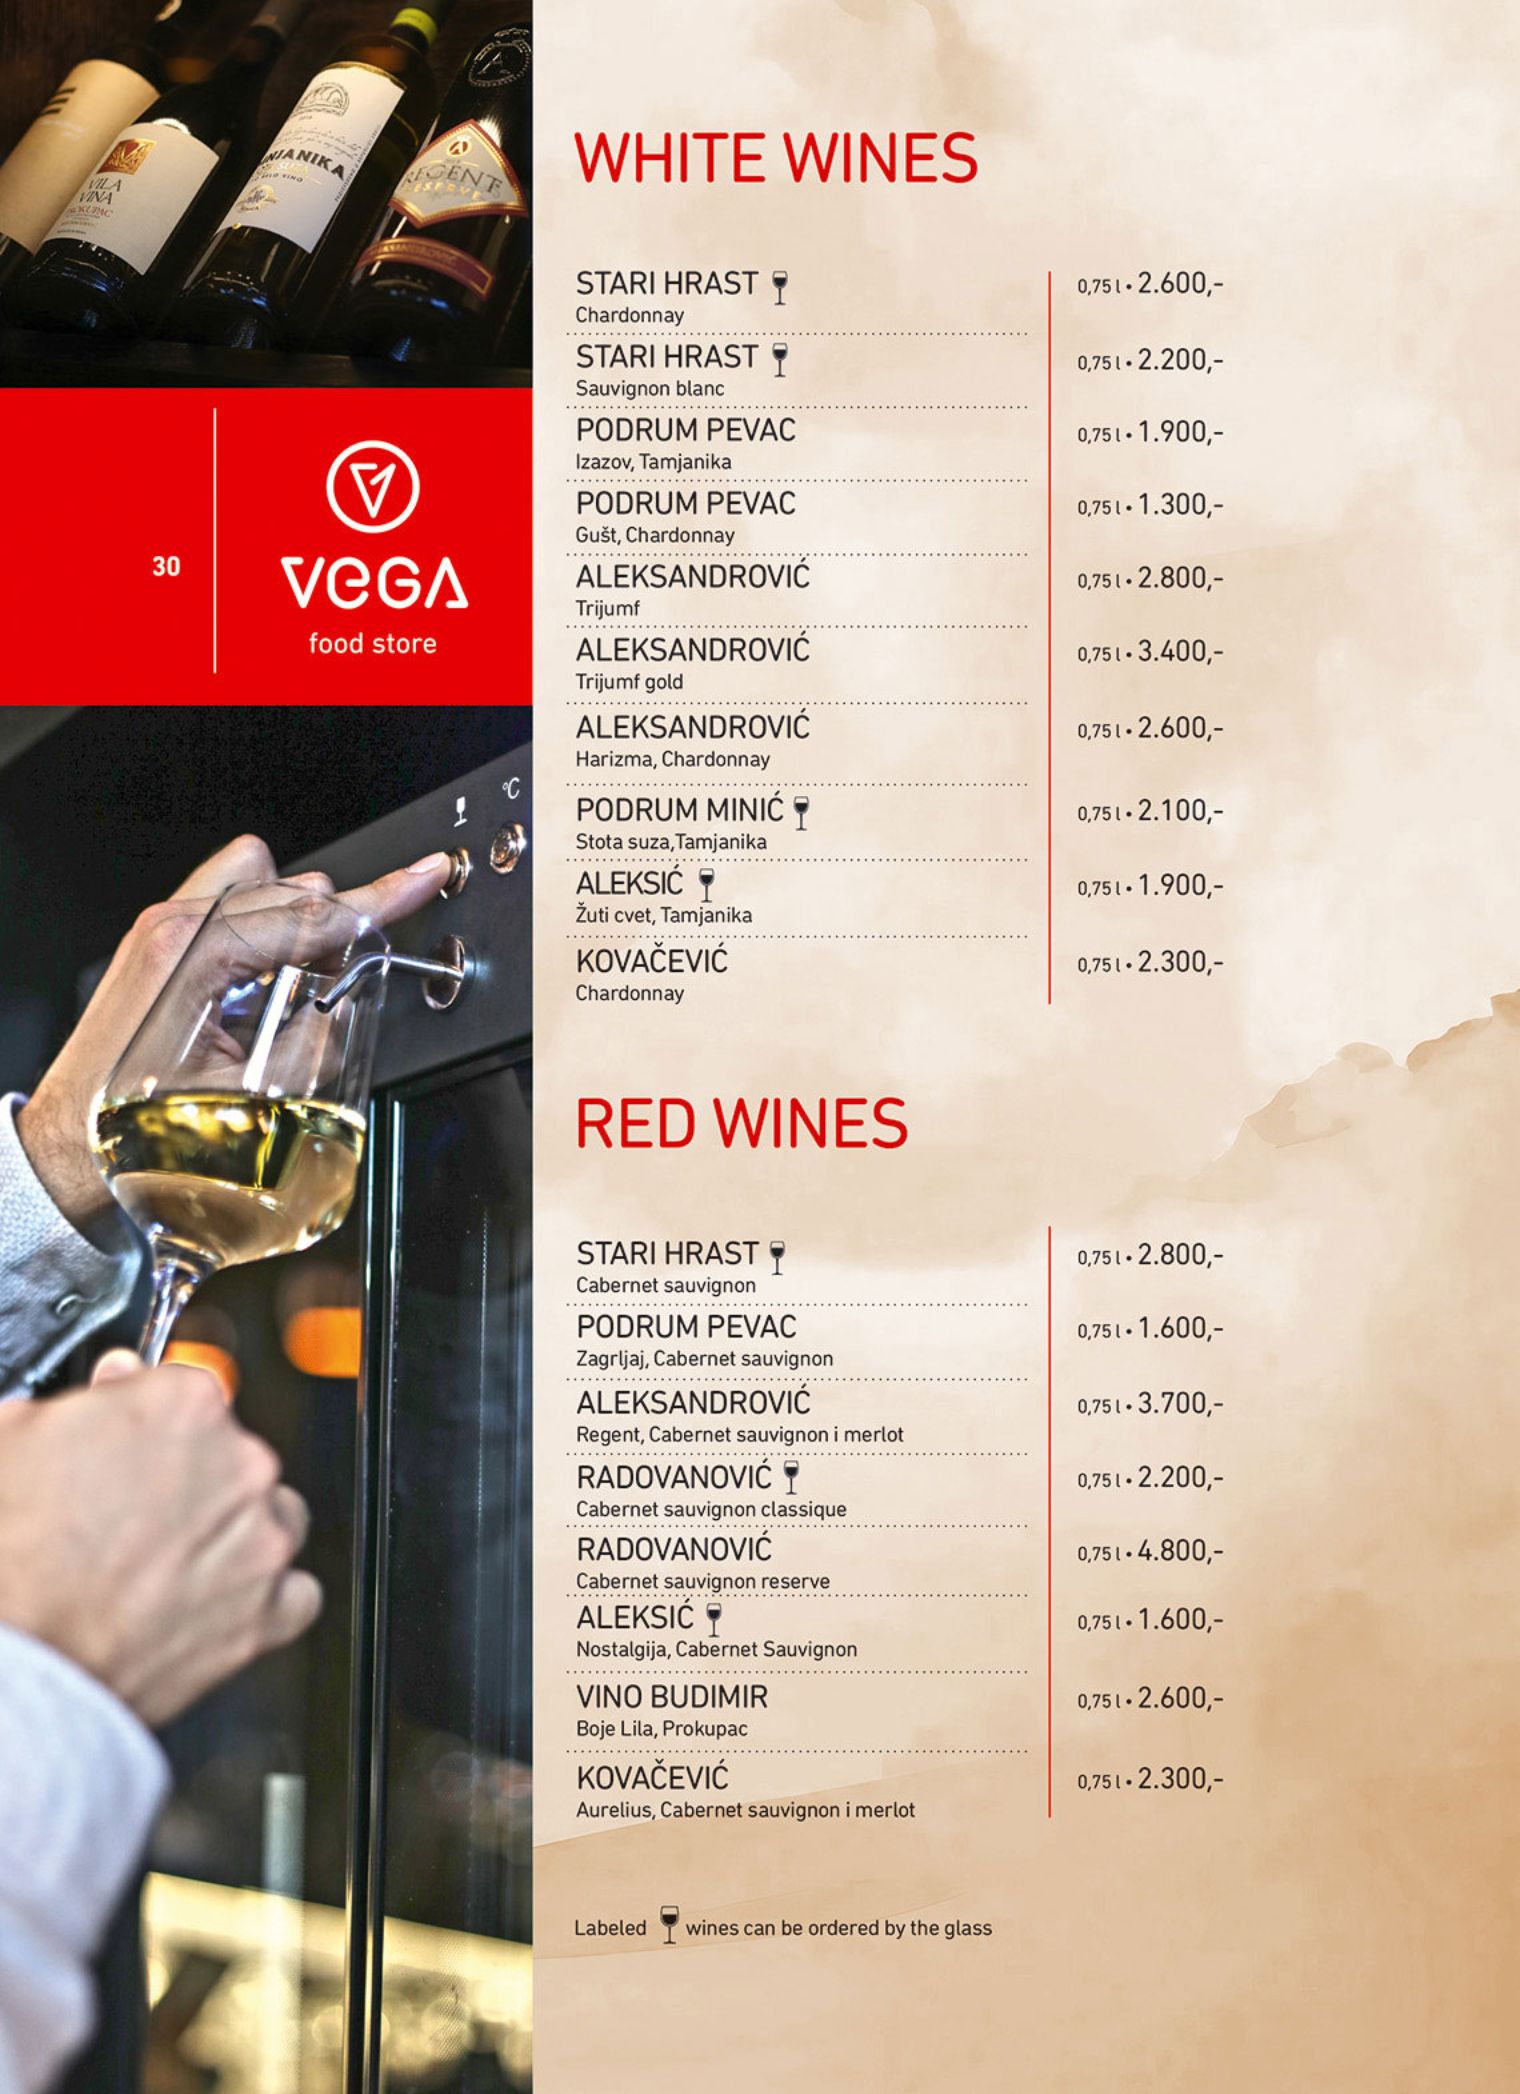 VILA
VINA
PROKUPAC
REGENT
RESERVE
°C
30
VeGA
food store
WHITE WINES
STARI HRAST 0,75 l • 2.600,-
Chardonnay
STARI HRAST 0,75 l • 2.200,-
Sauvignon blanc
PODRUM PEVAC 0,75 l • 1.900,-
Izazov, Tamjanika
PODRUM PEVAC 0,75 l • 1.300,-
Gušt, Chardonnay
ALEKSANDROVIĆ 0,75 l • 2.800,-
Trijumf
ALEKSANDROVIĆ 0,75 l • 3.400,-
Trijumf gold
ALEKSANDROVIĆ 0,75 l • 2.600,-
Harizma, Chardonnay
PODRUM MINIĆ 0,75 l • 2.100,-
Stota suza,Tamjanika
ALEKSIĆ 0,75 l • 1.900,-
Žuti cvet, Tamjanika
KOVAČEVIĆ 0,75 l • 2.300,-
Chardonnay
RED WINES
STARI HRAST 0,75 l • 2.800,-
Cabernet sauvignon
PODRUM PEVAC 0,75 l • 1.600,-
Zagrljaj, Cabernet sauvignon
ALEKSANDROVIĆ 0,75 l • 3.700,-
Regent, Cabernet sauvignon i merlot
RADOVANOVIĆ 0,75 l • 2.200,-
Cabernet sauvignon classique
RADOVANOVIĆ 0,75 l • 4.800,-
Cabernet sauvignon reserve
ALEKSIĆ 0,75 l • 1.600,-
Nostalgija, Cabernet Sauvignon
VINO BUDIMIR 0,75 l • 2.600,-
Boje Lila, Prokupac
KOVAČEVIĆ 0,75 l • 2.300,-
Aurelius, Cabernet sauvignon i merlot
Labeled wines can be ordered by the glass